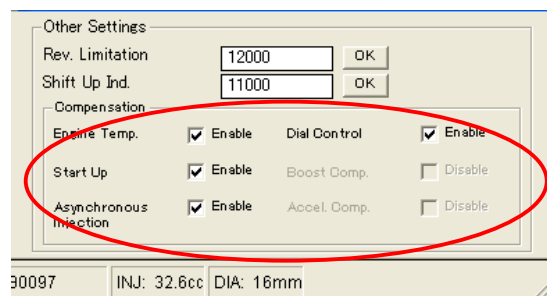 Other Settings
Rev. Limitation 12000 OK
Shift Up Ind. 11000 OK
Compensation
Engine Temp. Enable Dial Control Enable
Start Up Enable Boost Comp. Disable
Asynchronous Injection Enable Accel. Comp. Disable
90097 INJ: 32.6cc DIA: 16mm